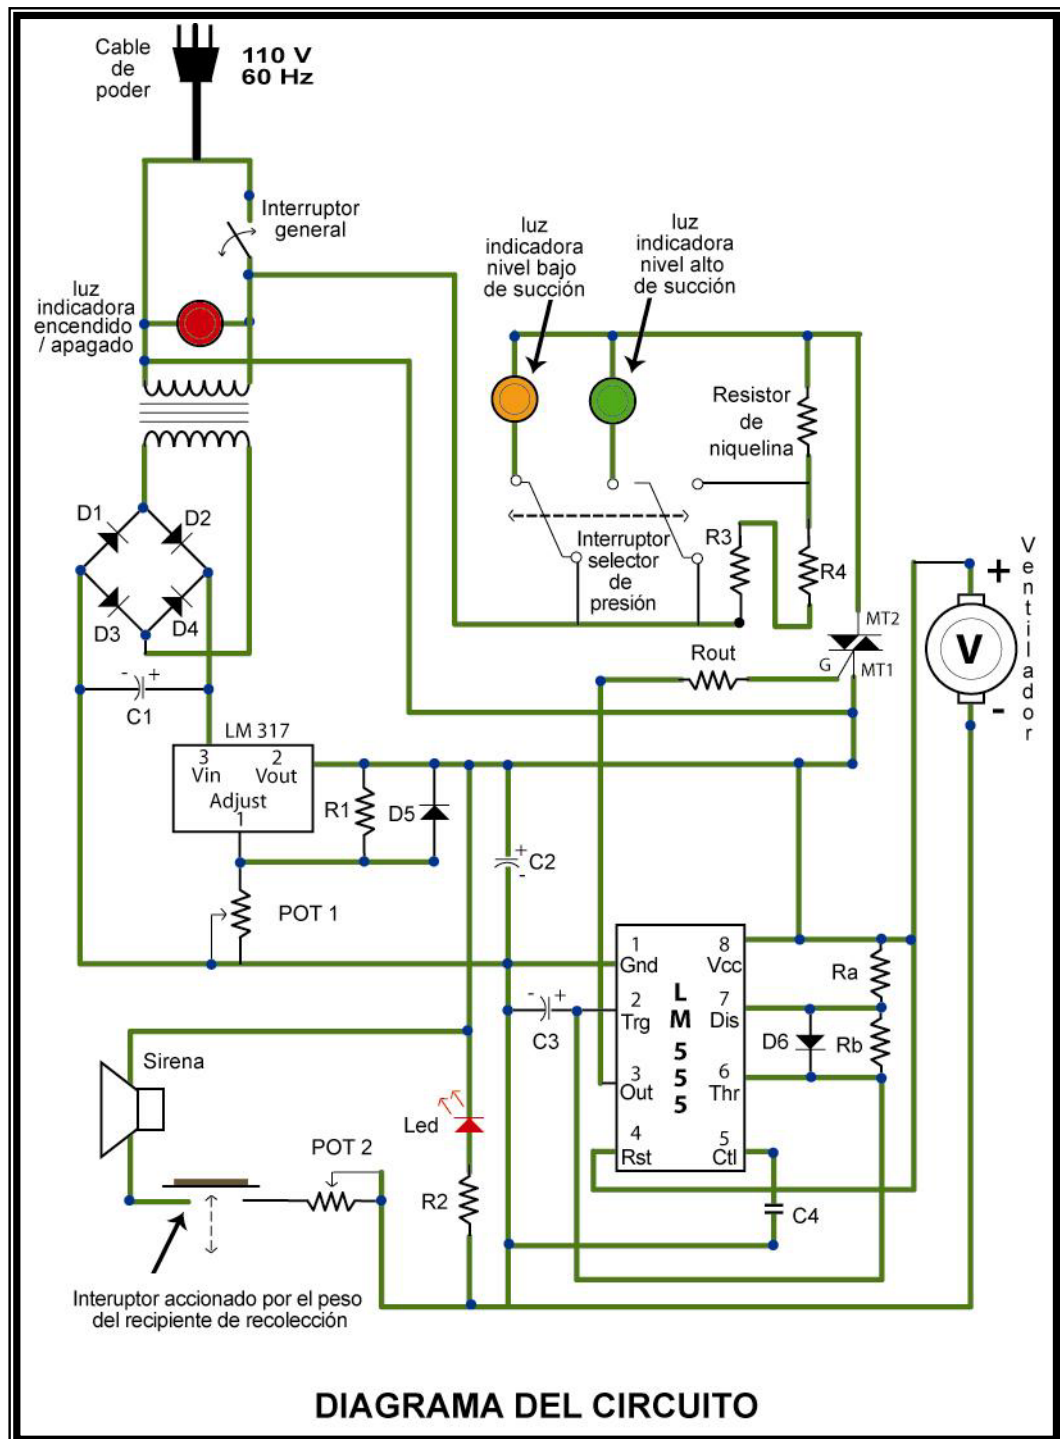 Cable
de
poder
110 V
60 Hz
Interruptor
general
luz
indicadora
encendido
/ apagado
luz
indicadora
nivel bajo
de succión
luz
indicadora
nivel alto
de succión
Resistor
de
niquelina
D1
D2
D3
D4
Interruptor
selector
de
presión
R3
R4
MT2
G
MT1
Rout
+
V
-
Ventilador
- +
C1
LM 317
3
Vin
2
Vout
Adjust
1
R1
D5
+
C2
-
POT 1
1
Gnd
8
Vcc
2
Trg
7
Dis
3
Out
6
Thr
4
Rst
5
Ctl
LM555
- +
C3
Ra
D6
Rb
C4
Sirena
Led
POT 2
R2
Interuptor accionado por el peso
del recipiente de recolección
DIAGRAMA DEL CIRCUITO